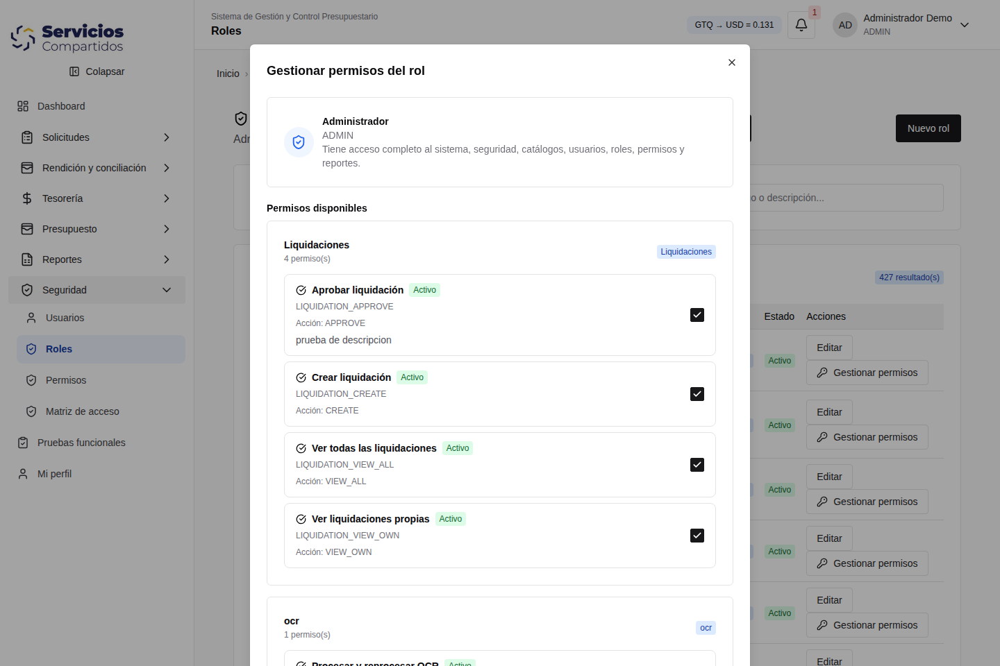 Servicios
Compartidos
Colapsar
Dashboard
Solicitudes
Rendición y conciliación
Tesorería
Presupuesto
Reportes
Seguridad
Usuarios
Roles
Permisos
Matriz de acceso
Pruebas funcionales
Mi perfil
Sistema de Gestión y Control Presupuestario
Roles
GTQ → USD = 0.131
1
AD
Administrador Demo
ADMIN
Inicio ›
Nuevo rol
o o descripción...
427 resultado(s)
Estado Acciones
Activo Editar
Gestionar permisos
Activo Editar
Gestionar permisos
Activo Editar
Gestionar permisos
Activo Editar
Gestionar permisos
Activo Editar
Gestionar permisos
Editar
Gestionar permisos del rol
Administrador
ADMIN
Tiene acceso completo al sistema, seguridad, catálogos, usuarios, roles, permisos y
reportes.
Permisos disponibles
Liquidaciones
4 permiso(s)
Liquidaciones
Aprobar liquidación Activo
LIQUIDATION_APPROVE
Acción: APPROVE
prueba de descripcion
Crear liquidación Activo
LIQUIDATION_CREATE
Acción: CREATE
Ver todas las liquidaciones Activo
LIQUIDATION_VIEW_ALL
Acción: VIEW_ALL
Ver liquidaciones propias Activo
LIQUIDATION_VIEW_OWN
Acción: VIEW_OWN
ocr
1 permiso(s)
ocr
Procesar y reprocesar OCR Activo